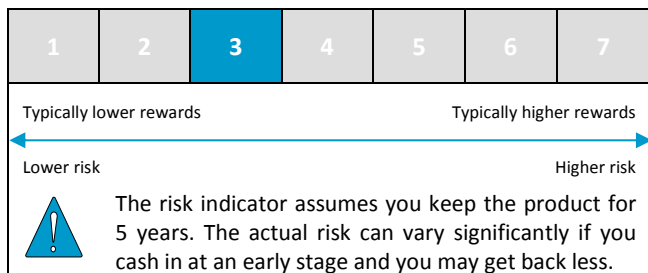 1 2 3 4 5 6 7
Typically lower rewards Typically higher rewards
Lower risk Higher risk
The risk indicator assumes you keep the product for
5 years. The actual risk can vary significantly if you
cash in at an early stage and you may get back less.